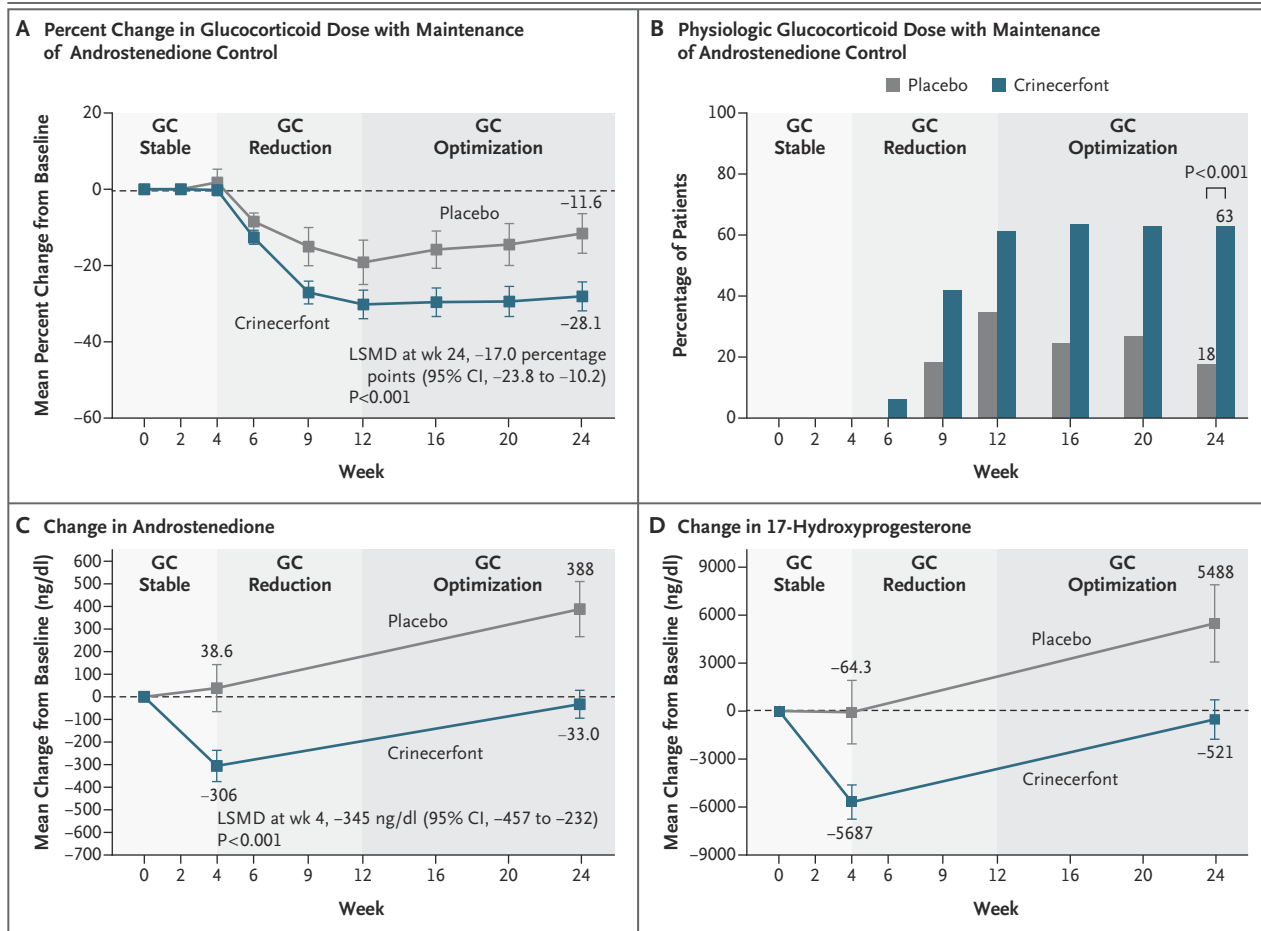 A Percent Change in Glucocorticoid Dose with Maintenance
of Androstenedione Control
Mean Percent Change from Baseline
20
0
–20
–40
–60
GC
Stable
GC
Reduction
GC
Optimization
Placebo
–11.6
Crinecerfont
–28.1
LSMD at wk 24, –17.0 percentage
points (95% CI, –23.8 to –10.2)
P<0.001
0 2 4 6 9 12 16 20 24
Week
B Physiologic Glucocorticoid Dose with Maintenance
of Androstenedione Control
Placebo Crinecerfont
Percentage of Patients
100
80
60
40
20
0
GC
Stable
GC
Reduction
GC
Optimization
P<0.001
63
18
0 2 4 6 9 12 16 20 24
Week
C Change in Androstenedione
Mean Change from Baseline (ng/dl)
600
500
400
300
200
100
0
–100
–200
–300
–400
–500
–600
–700
GC
Stable
GC
Reduction
GC
Optimization
388
Placebo
38.6
–33.0
Crinecerfont
–306
LSMD at wk 4, –345 ng/dl (95% CI, –457 to –232)
P<0.001
0 2 4 6 9 12 16 20 24
Week
D Change in 17-Hydroxyprogesterone
Mean Change from Baseline (ng/dl)
9000
6000
3000
0
–3000
–6000
–9000
GC
Stable
GC
Reduction
GC
Optimization
5488
Placebo
–64.3
–521
Crinecerfont
–5687
0 2 4 6 9 12 16 20 24
Week